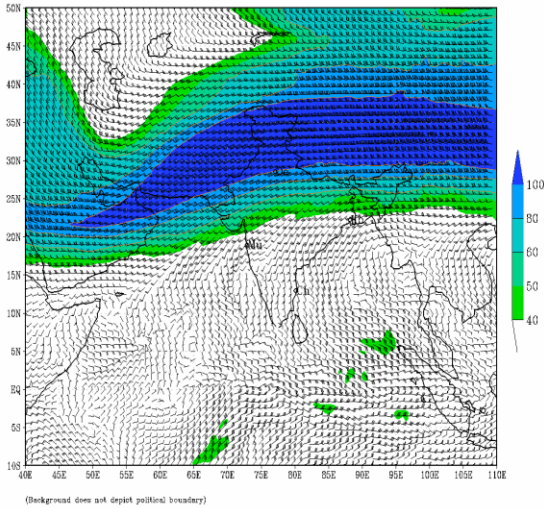 50N
45N
40N
35N
30N
25N
20N
15N
10N
5N
EQ
5S
10S
40E 45E 50E 55E 60E 65E 70E 75E 80E 85E 90E 95E 100E 105E 110E
100
80
60
50
40
(Background does not depict political boundary)